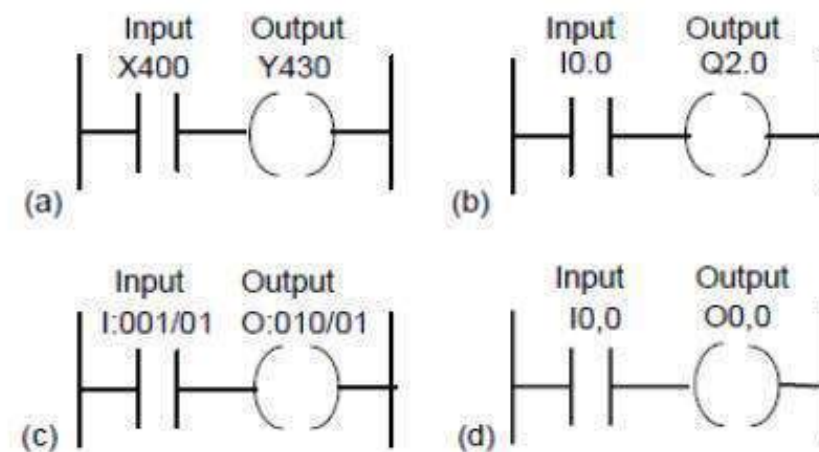 Input Output
X400 Y430
(a)
Input Output
I0.0 Q2.0
(b)
Input Output
I:001/01 O:010/01
(c)
Input Output
I0,0 O0,0
(d)